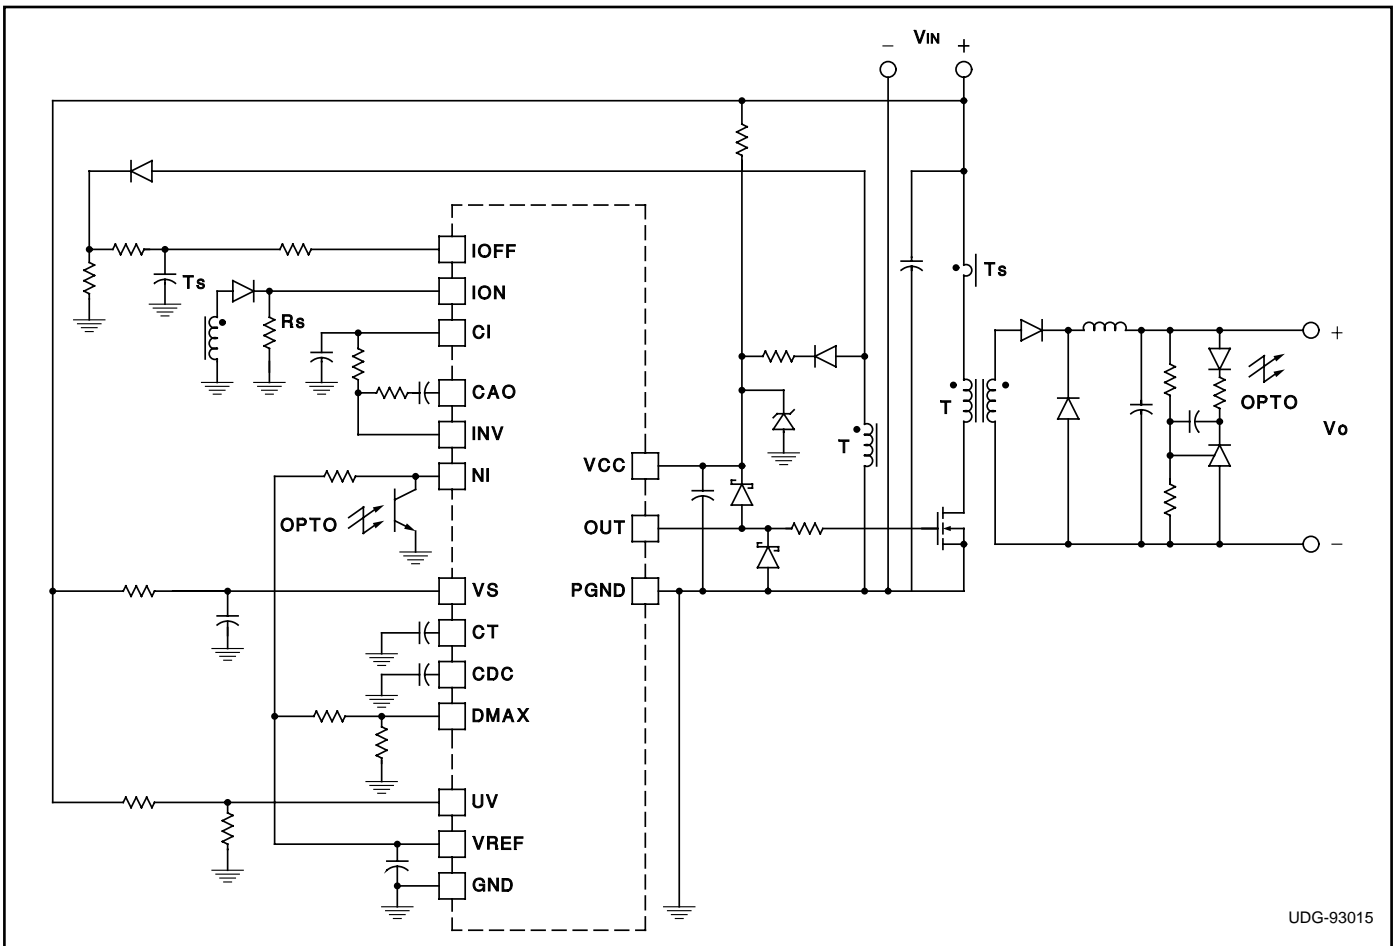 VIN
−
+
IOFF
Ts
ION
Rs
CI
CAO
INV
NI
OPTO
VS
CT
CDC
DMAX
UV
VREF
GND
VCC
OUT
PGND
T
Ts
T
+
OPTO
Vo
−
UDG-93015